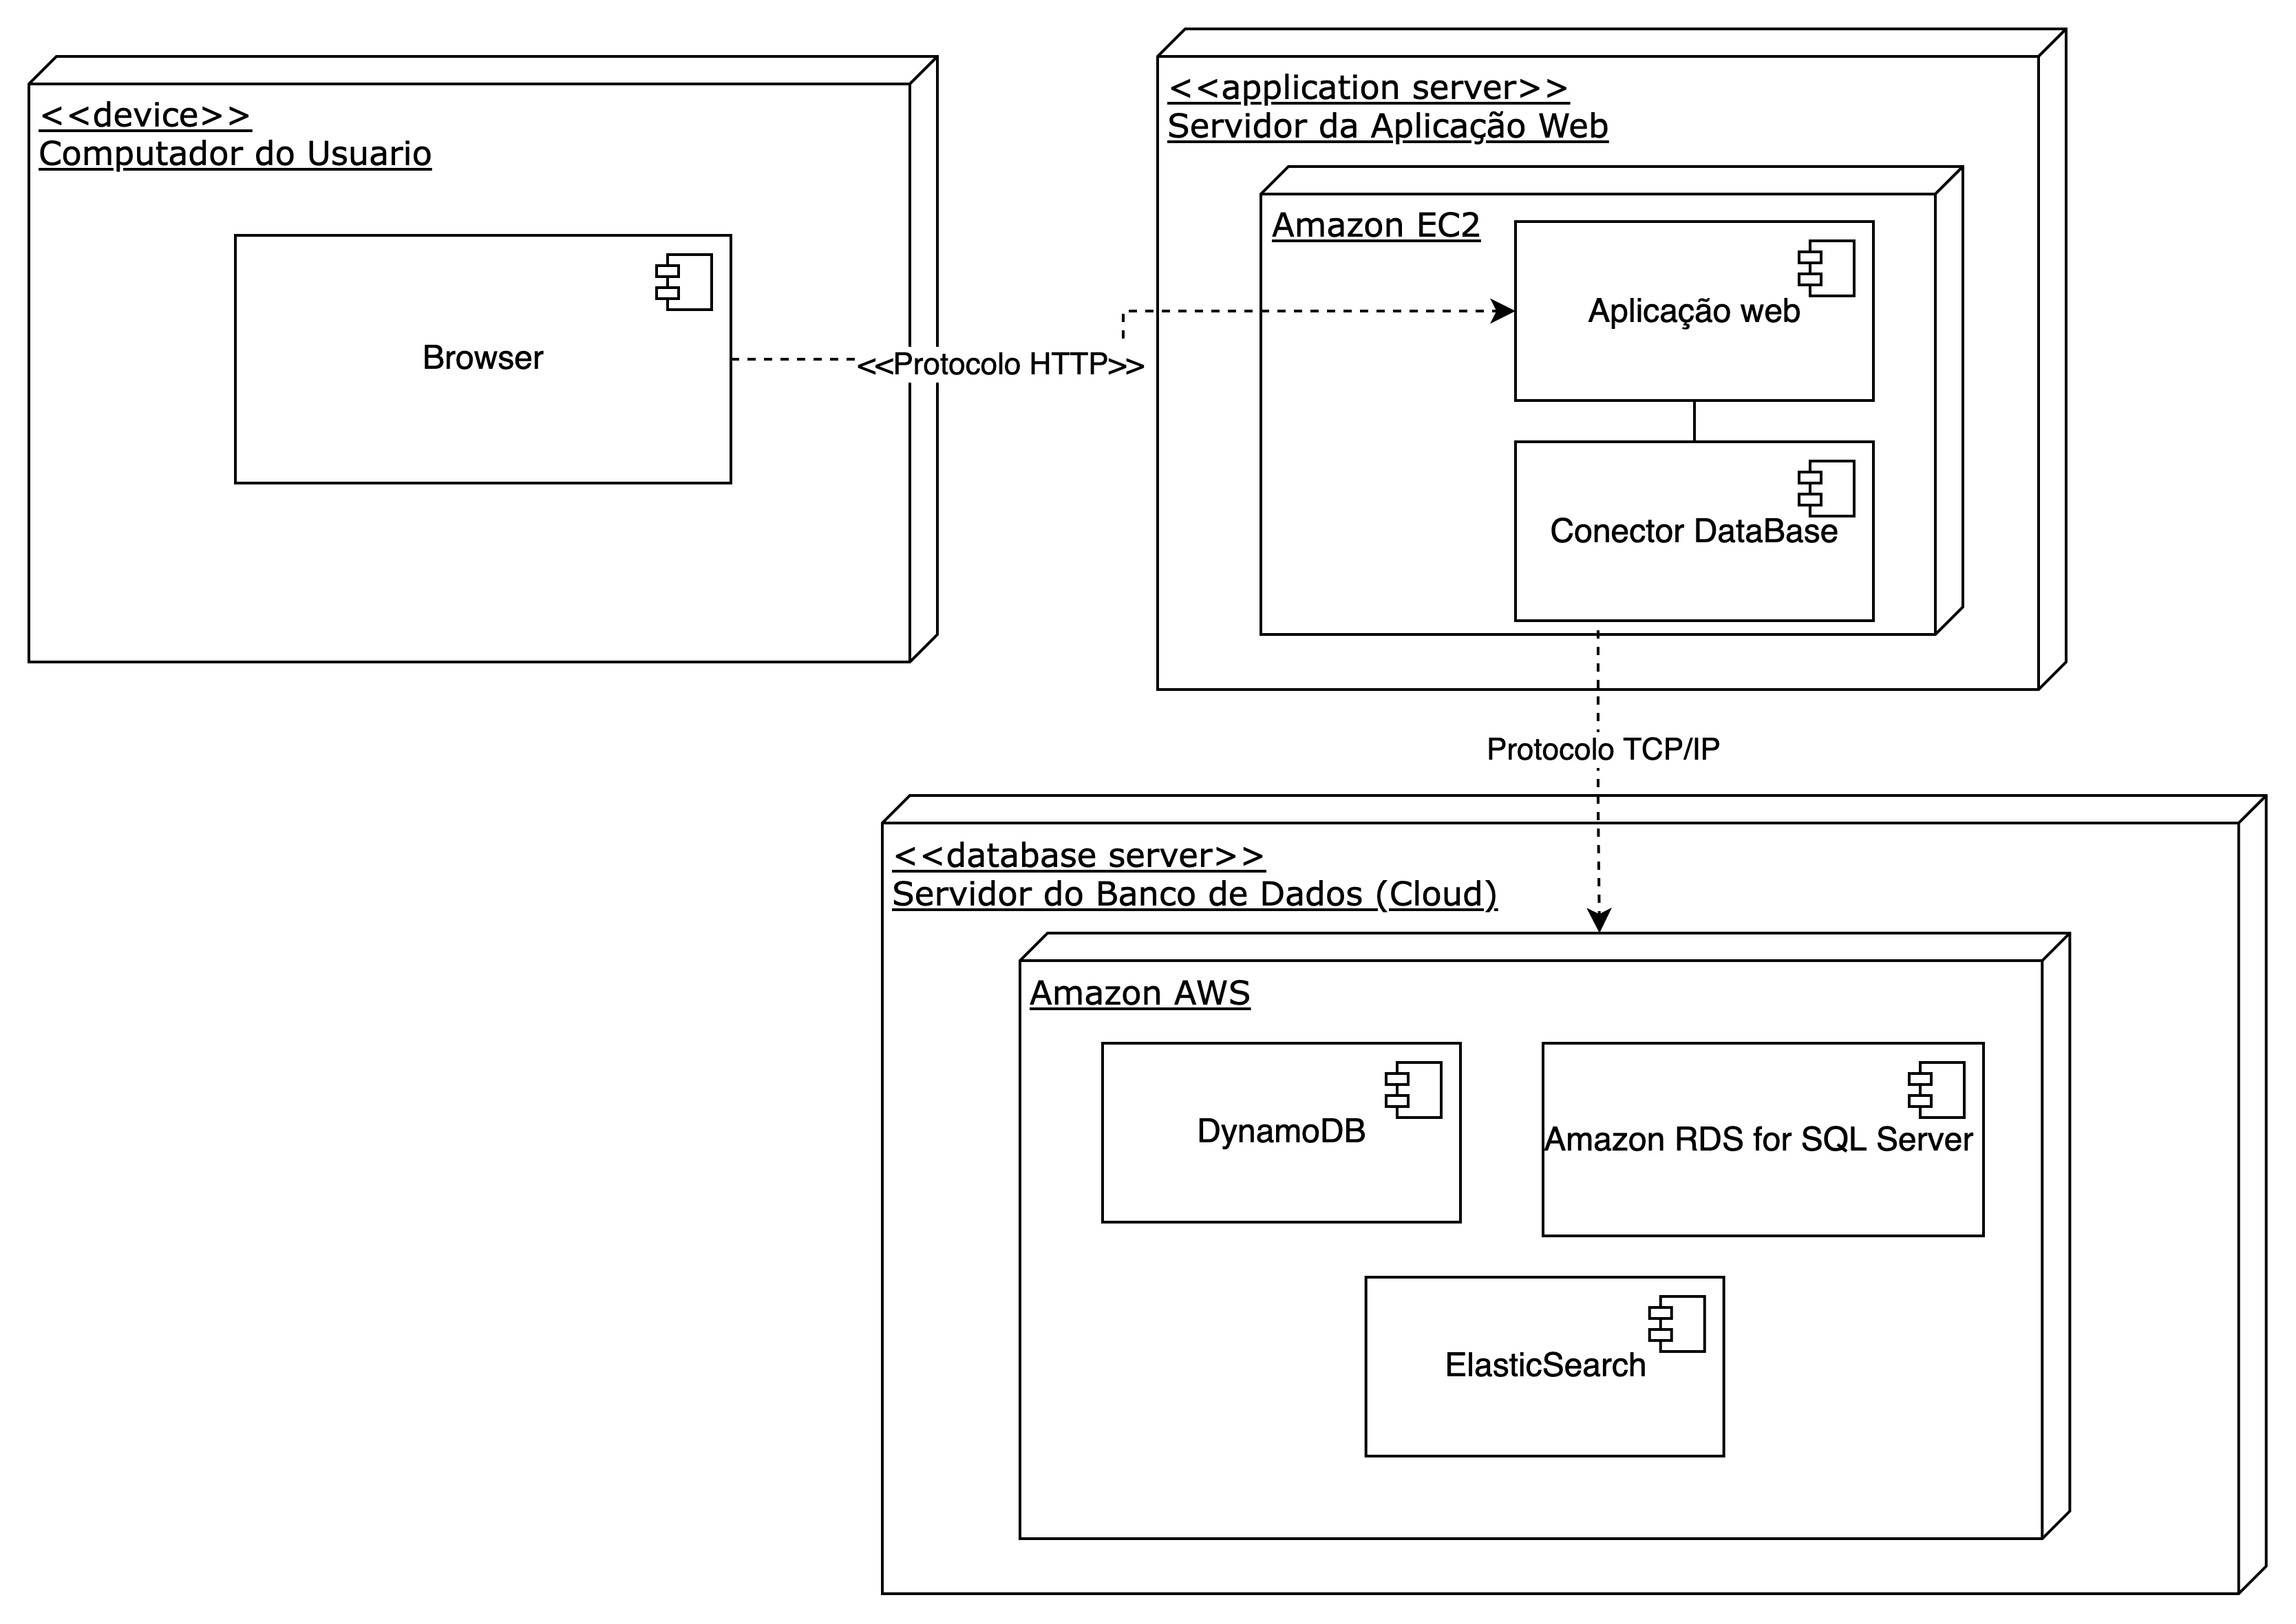 <<device>>
Computador do Usuario
Browser
<<Protocolo HTTP>>
<<application server>>
Servidor da Aplicação Web
Amazon EC2
Aplicação web
Conector DataBase
Protocolo TCP/IP
<<database server>>
Servidor do Banco de Dados (Cloud)
Amazon AWS
DynamoDB
Amazon RDS for SQL Server
ElasticSearch